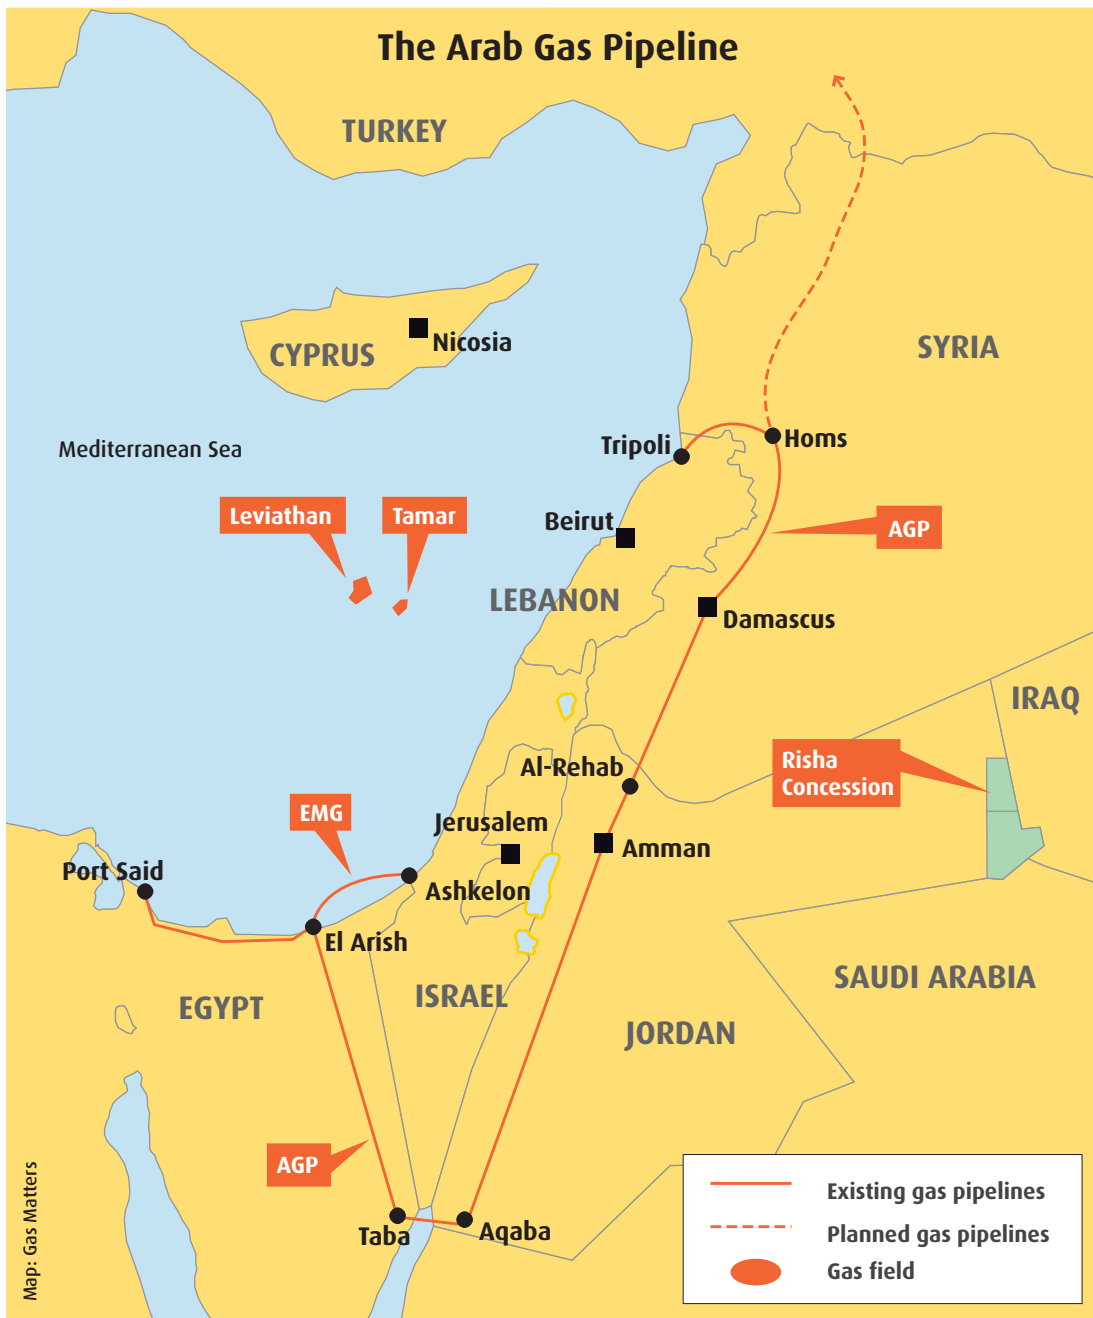 The Arab Gas Pipeline
TURKEY
SYRIA
CYPRUS
Nicosia
Mediterranean Sea
Tripoli
Homs
Leviathan
Tamar
Beirut
AGP
LEBANON
Damascus
IRAQ
Al-Rehab
Risha
Concession
EMG
Jerusalem
Amman
Port Said
Ashkelon
El Arish
SAUDI ARABIA
ISRAEL
EGYPT
JORDAN
AGP
Taba
Aqaba
Existing gas pipelines
Planned gas pipelines
Gas field
Map: Gas Matters